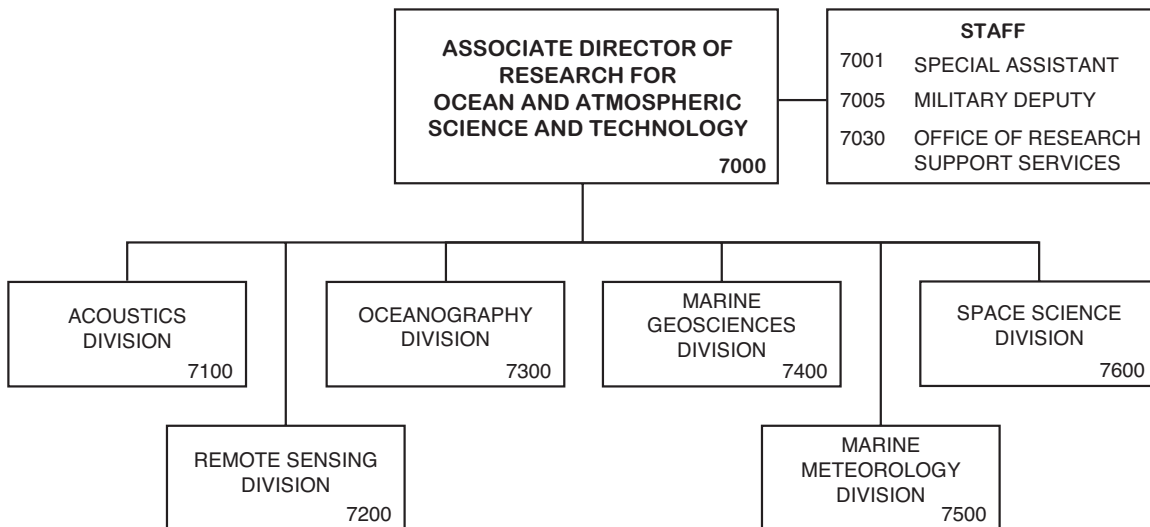 ASSOCIATE DIRECTOR OF
RESEARCH FOR
OCEAN AND ATMOSPHERIC
SCIENCE AND TECHNOLOGY
7000
STAFF
7001 SPECIAL ASSISTANT
7005 MILITARY DEPUTY
7030 OFFICE OF RESEARCH
SUPPORT SERVICES
ACOUSTICS
DIVISION
7100
OCEANOGRAPHY
DIVISION
7300
MARINE
GEOSCIENCES
DIVISION
7400
SPACE SCIENCE
DIVISION
7600
REMOTE SENSING
DIVISION
7200
MARINE
METEOROLOGY
DIVISION
7500